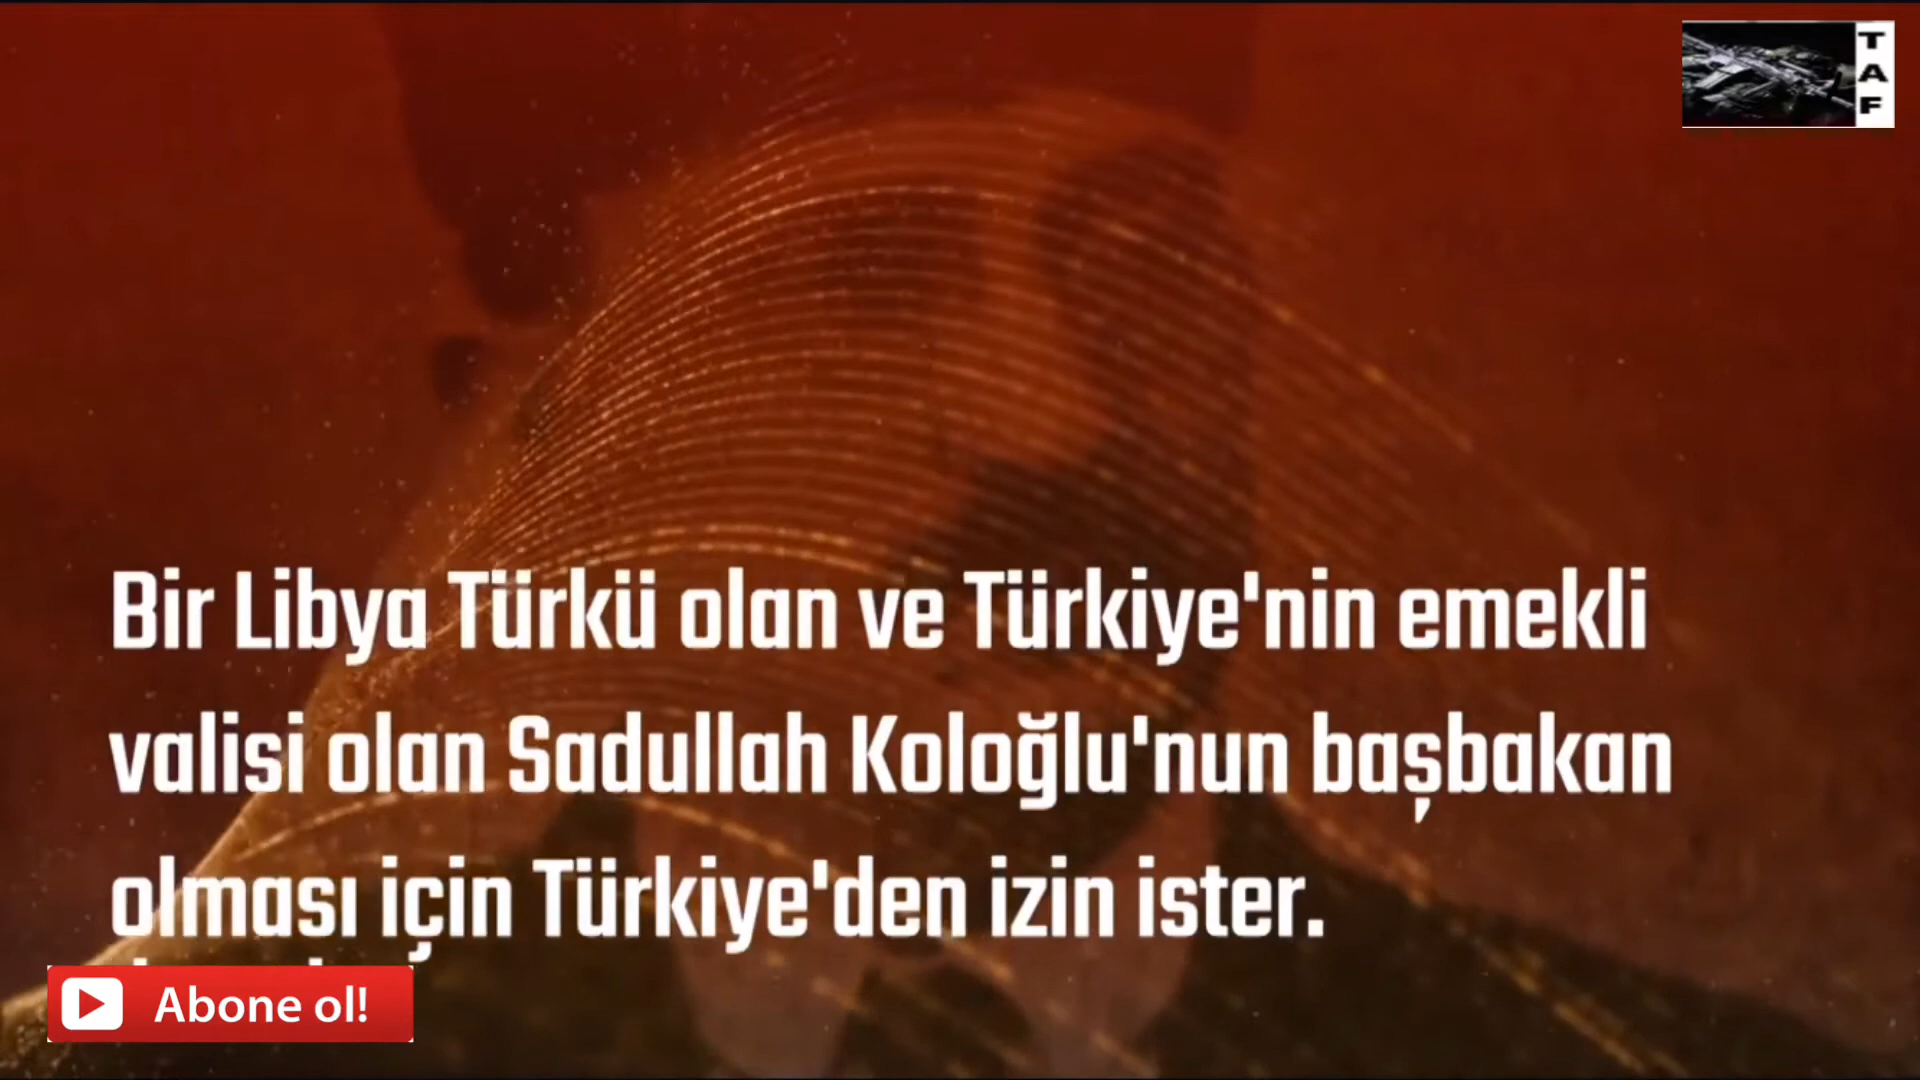 T
A
F
Bir Libya Türkü olan ve Türkiye'nin emekli
valisi olan Sadullah Koloğlu'nun başbakan
olması için Türkiye'den izin ister.
Abone ol!